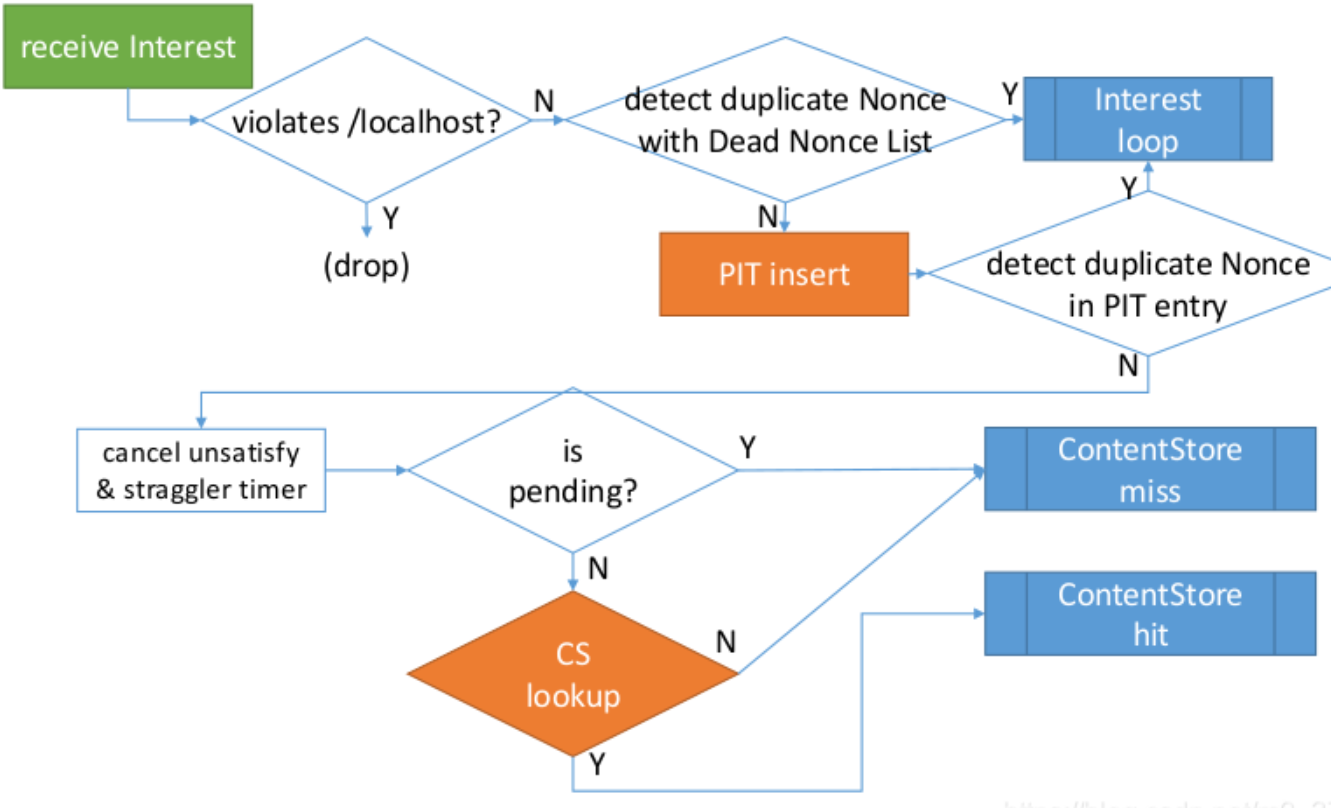 receive Interest
violates /localhost?
N
Y
(drop)
detect duplicate Nonce
with Dead Nonce List
Y
N
Interest
loop
PIT insert
Y
detect duplicate Nonce
in PIT entry
N
cancel unsatisfy
& straggler timer
is
pending?
Y
N
ContentStore
miss
CS
lookup
N
Y
ContentStore
hit